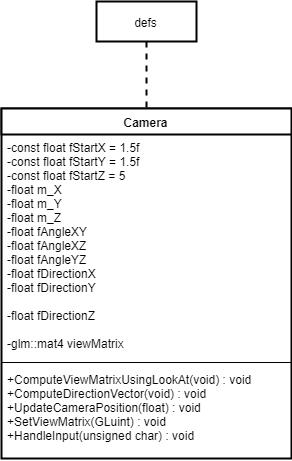 defs
Camera
-const float fStartX = 1.5f
-const float fStartY = 1.5f
-const float fStartZ = 5
-float m_X
-float m_Y
-float m_Z
-float fAngleXY
-float fAngleXZ
-float fAngleYZ
-float fDirectionX
-float fDirectionY
-float fDirectionZ
-glm::mat4 viewMatrix
+ComputeViewMatrixUsingLookAt(void) : void
+ComputeDirectionVector(void) : void
+UpdateCameraPosition(float) : void
+SetViewMatrix(GLuint) : void
+HandleInput(unsigned char) : void